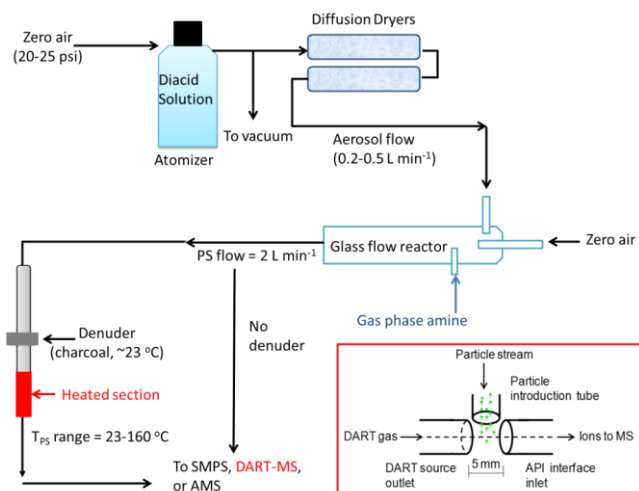 Diffusion Dryers
Zero air
(20-25 psi)
Diacid
Solution
To vacuum
Atomizer
Aerosol flow
(0.2-0.5 L min⁻¹)
Glass flow reactor
Zero air
PS flow = 2 L min⁻¹
Gas phase amine
Denuder
(charcoal, ~23 °C)
No
denuder
Heated section
T_PS range = 23-160 °C
To SMPS, DART-MS,
or AMS
Particle stream
Particle
introduction tube
DART gas
Ions to MS
DART source
outlet
5 mm
API interface
inlet